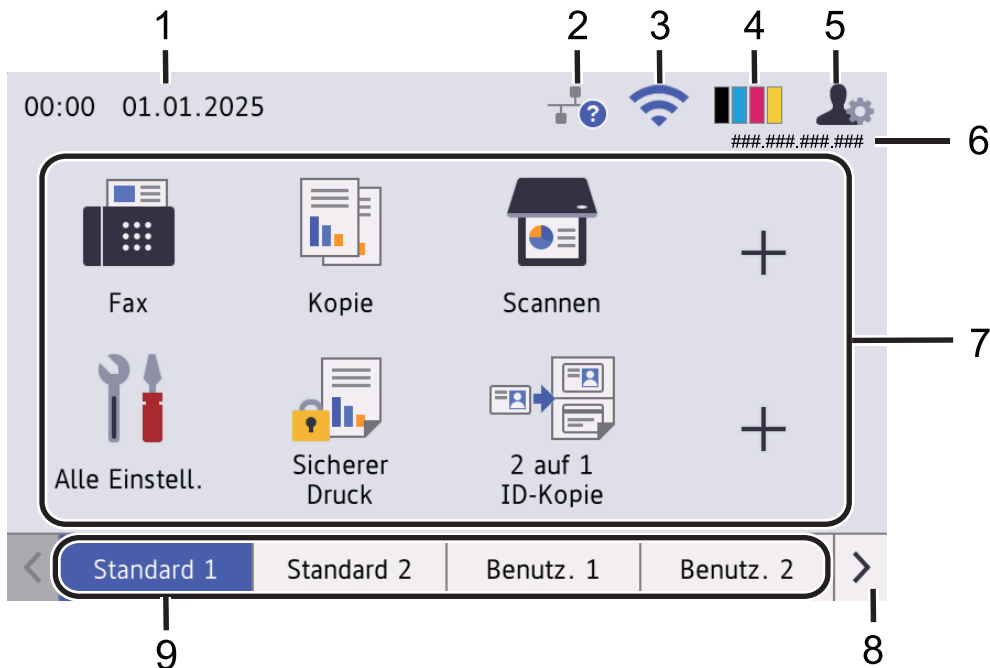 1 2 3 4 5
00:00 01.01.2025
?
###.###.###.### 6
Fax Kopie Scannen
7
Alle Einstell. Sicherer Druck 2 auf 1 ID-Kopie
Standard 1 Standard 2 Benutz. 1 Benutz. 2
9 8